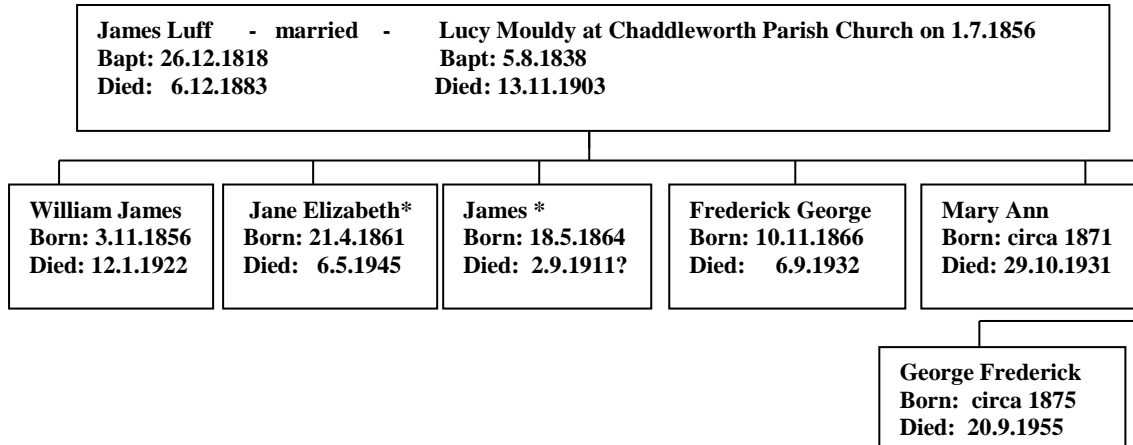 James Luff - married - Lucy Mouldy at Chaddleworth Parish Church on 1.7.1856
Bapt: 26.12.1818 Bapt: 5.8.1838
Died: 6.12.1883 Died: 13.11.1903
William James
Born: 3.11.1856
Died: 12.1.1922
Jane Elizabeth*
Born: 21.4.1861
Died: 6.5.1945
James *
Born: 18.5.1864
Died: 2.9.1911?
Frederick George
Born: 10.11.1866
Died: 6.9.1932
Mary Ann
Born: circa 1871
Died: 29.10.1931
George Frederick
Born: circa 1875
Died: 20.9.1955